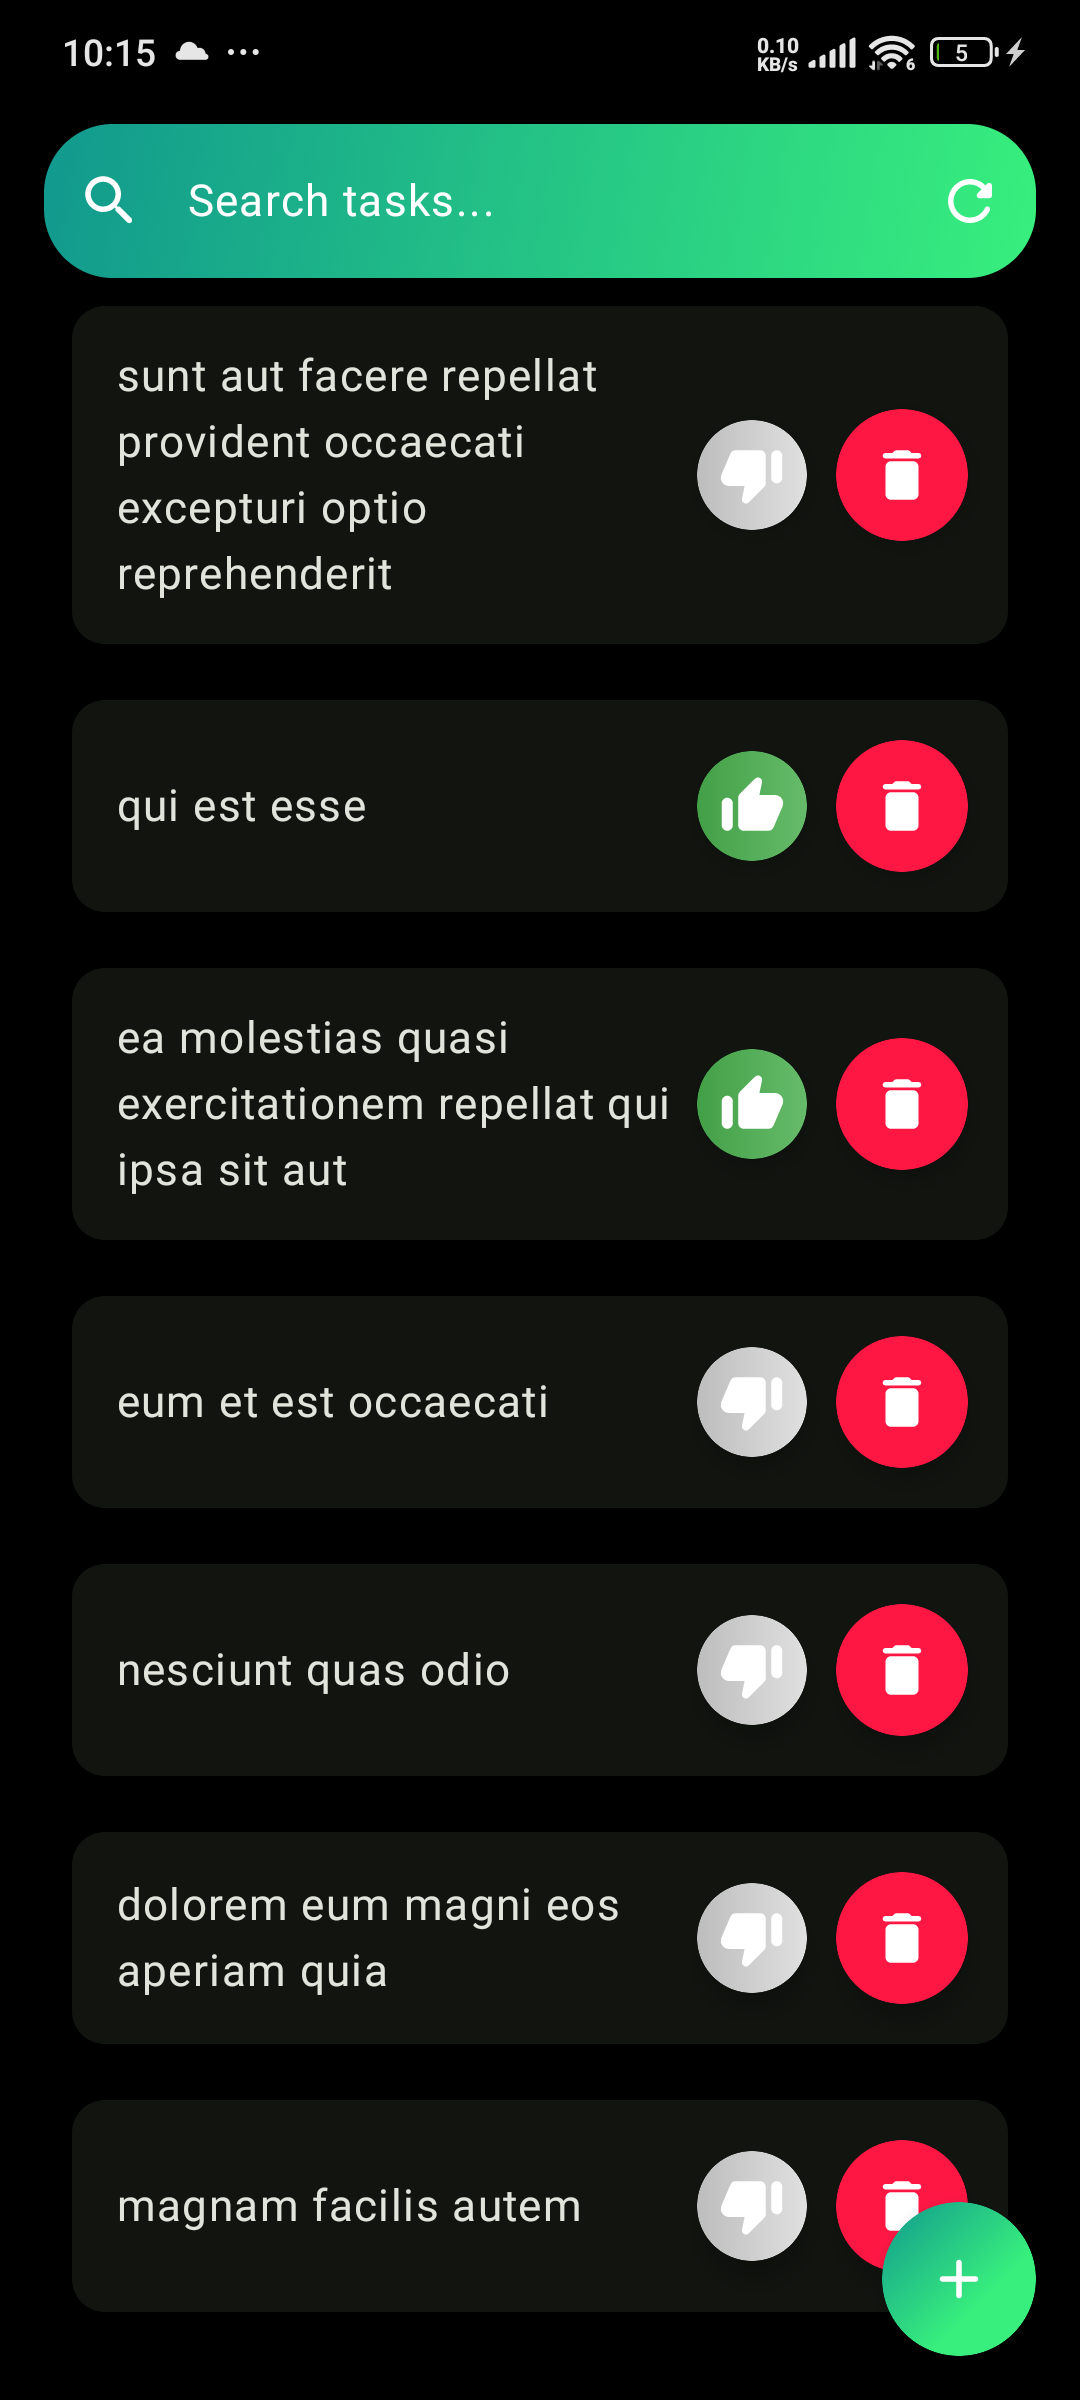 10:15
0.10
KB/s
6
5
Search tasks...
sunt aut facere repellat
provident occaecati
excepturi optio
reprehenderit
qui est esse
ea molestias quasi
exercitationem repellat qui
ipsa sit aut
eum et est occaecati
nesciunt quas odio
dolorem eum magni eos
aperiam quia
magnam facilis autem